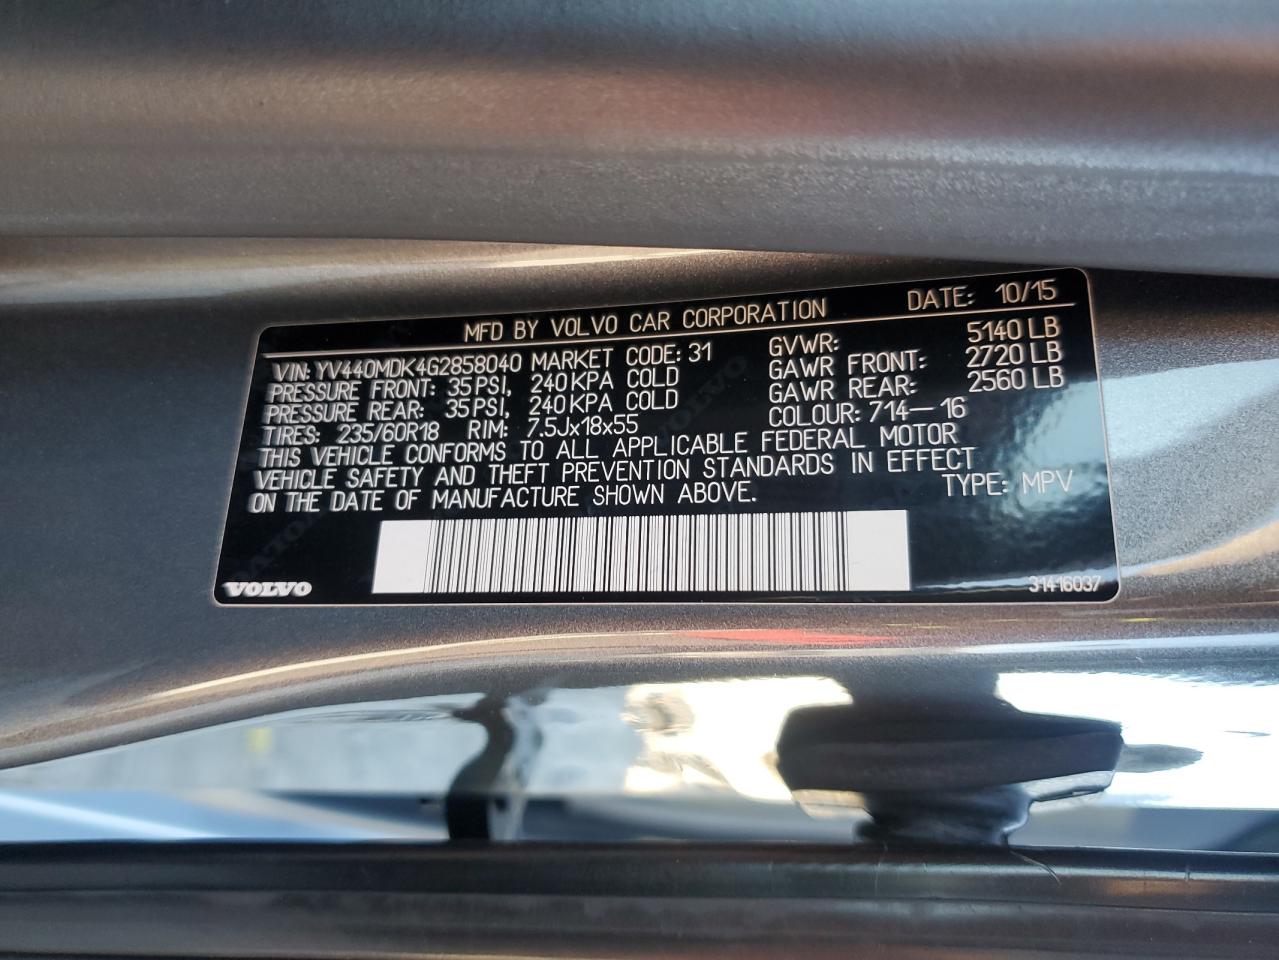 MFD BY VOLVO CAR CORPORATION DATE: 10/15
VIN: YV440MDK4G2858040 MARKET CODE: 31 GVWR: 5140 LB
PRESSURE FRONT: 35 PSI, 240 KPA COLD GAWR FRONT: 2720 LB
PRESSURE REAR: 35 PSI, 240 KPA COLD GAWR REAR: 2560 LB
TIRES: 235/60R18 RIM: 7.5Jx18x55 COLOUR: 714-16
THIS VEHICLE CONFORMS TO ALL APPLICABLE FEDERAL MOTOR
VEHICLE SAFETY AND THEFT PREVENTION STANDARDS IN EFFECT
ON THE DATE OF MANUFACTURE SHOWN ABOVE. TYPE: MPV
VOLVO 31416037